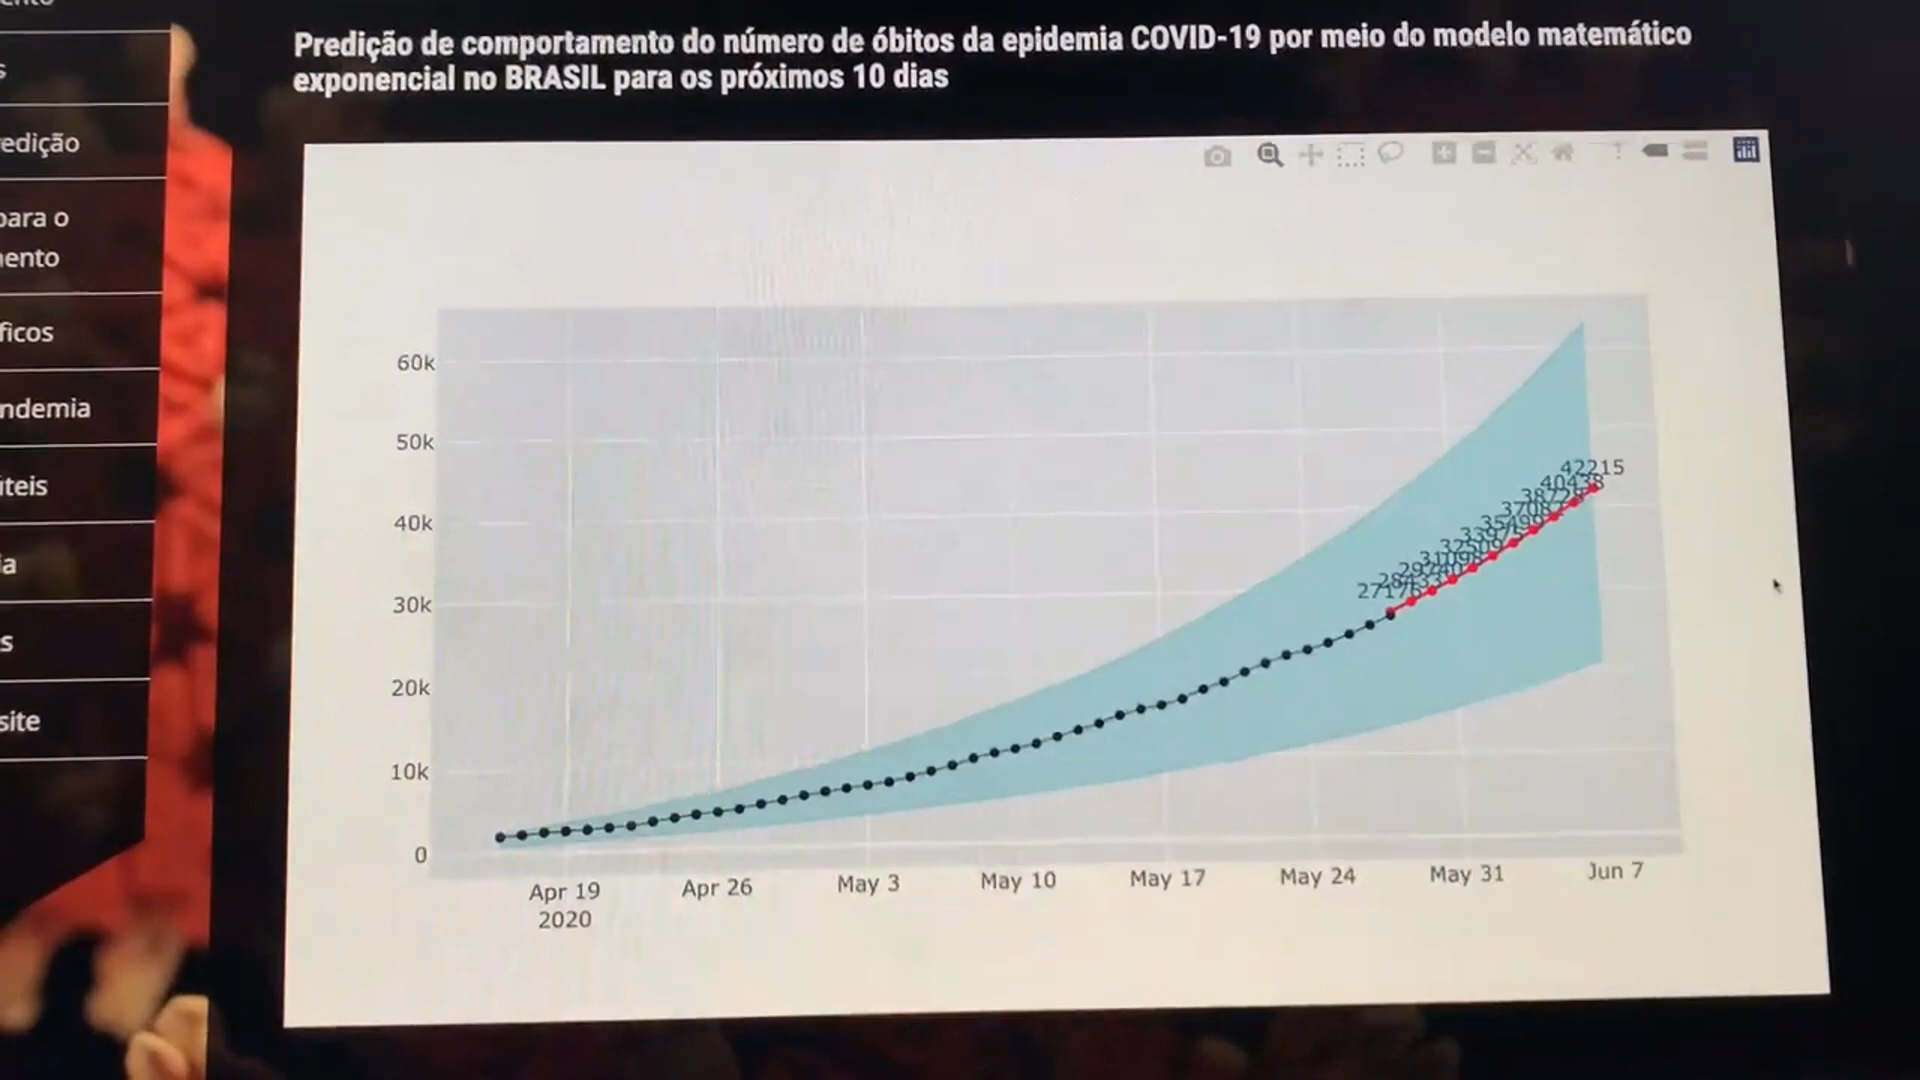 Predição de comportamento do número de óbitos da epidemia COVID-19 por meio do modelo matemático
exponencial no BRASIL para os próximos 10 dias
edição
para o
ento
ficos
ndemia
úteis
ia
s
site
60k
50k
40k
30k
20k
10k
0
42215
40438
27176
Apr 19
2020
Apr 26
May 3
May 10
May 17
May 24
May 31
Jun 7